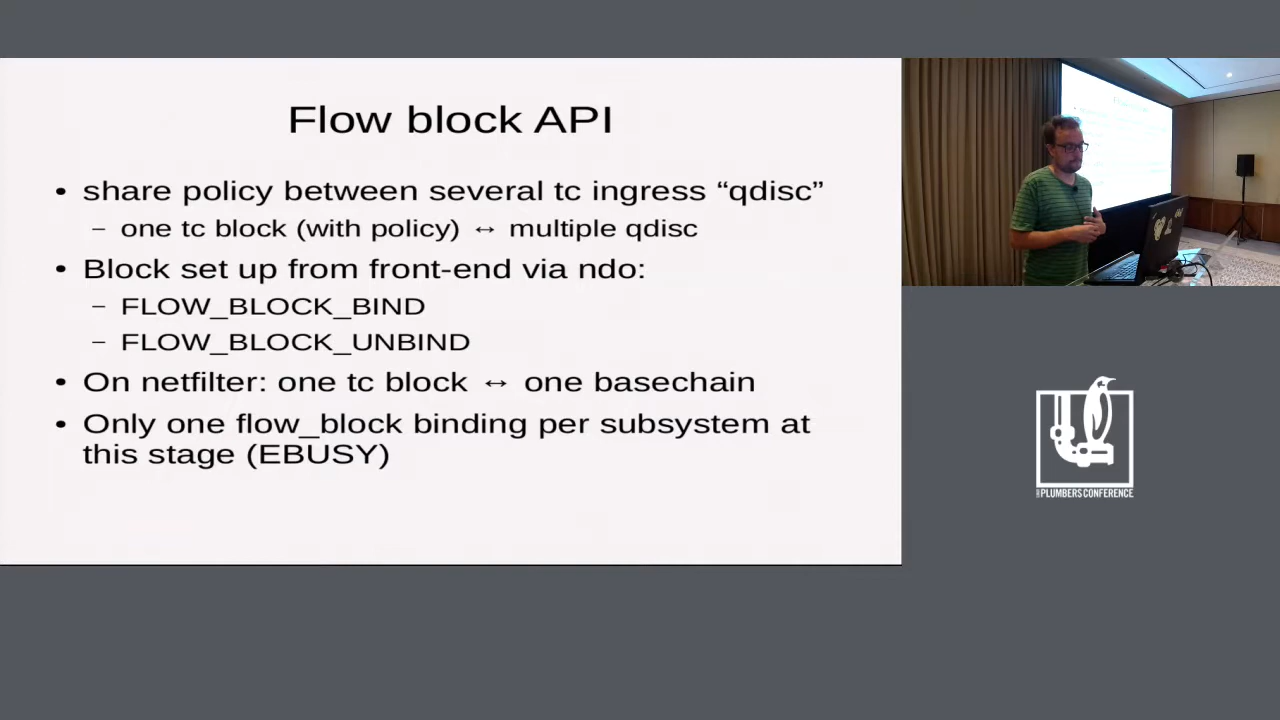 Flow block API
• share policy between several tc ingress “qdisc”
– one tc block (with policy) ↔ multiple qdisc
• Block set up from front-end via ndo:
– FLOW_BLOCK_BIND
– FLOW_BLOCK_UNBIND
• On netfilter: one tc block ↔ one basechain
• Only one flow_block binding per subsystem at
this stage (EBUSY)
PLUMBERS CONFERENCE